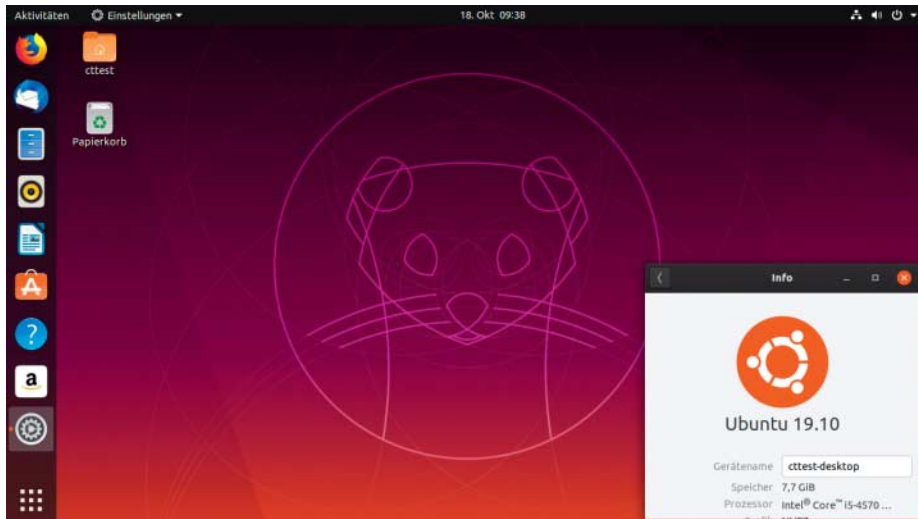 Aktivitäten Einstellungen 18. Okt 09:38
cttest
Papierkorb
Info
Ubuntu 19.10
Gerätename cttest-desktop
Speicher 7,7 GiB
Prozessor Intel® Core™ i5-4570 ...